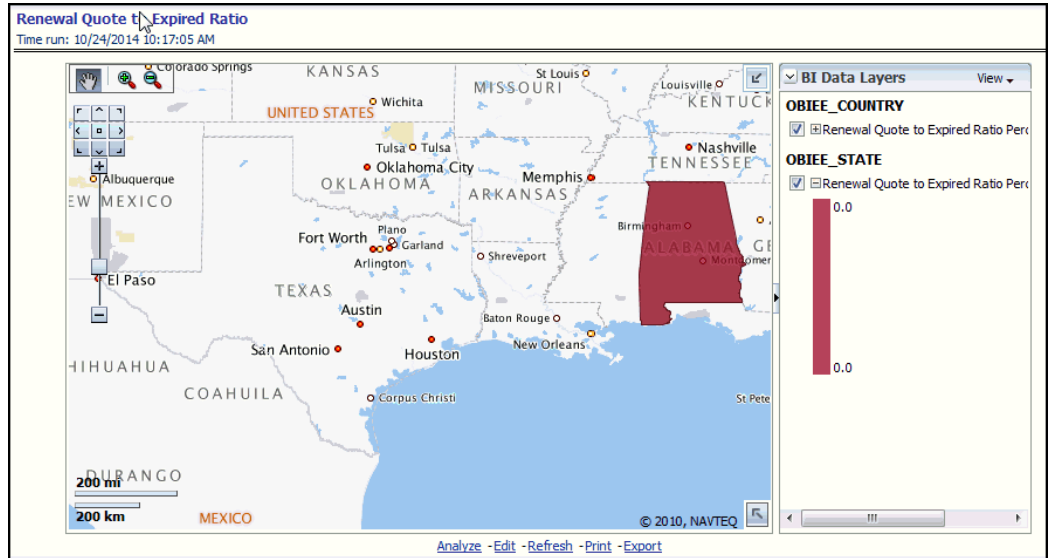 Renewal Quote t Expired Ratio
Time run: 10/24/2014 10:17:05 AM
Colorado Springs
KANSAS
St Louis
MISSOURI
Louisville
KENTUCK
UNITED STATES
Wichita
Tulsa
Tulsa
Nashville
TENNESSEE
Albuquerque
EW MEXICO
Oklahoma City
OKLAHOMA
Memphis
ARKANSAS
Birmingham
ALABAMA
GE
Montgomer
Fort Worth
Plano
Garland
Arlington
Shreveport
El Paso
TEXAS
Austin
Baton Rouge
New Orleans
San Antonio
Houston
HIHUAHUA
COAHUILA
Corpus Christi
St Pete
DURANGO
200 mi
200 km
MEXICO
© 2010, NAVTEQ
BI Data Layers
View
OBIEE_COUNTRY
Renewal Quote to Expired Ratio Perc
OBIEE_STATE
Renewal Quote to Expired Ratio Perc
0.0
0.0
Analyze - Edit - Refresh - Print - Export